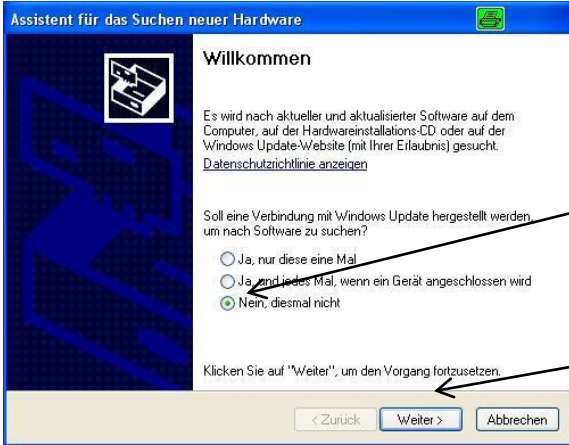 Assistent für das Suchen neuer Hardware
Willkommen
Es wird nach aktueller und aktualisierter Software auf dem
Computer, auf der Hardwareinstallations-CD oder auf der
Windows Update-Website (mit Ihrer Erlaubnis) gesucht.
Datenschutzrichtlinie anzeigen
Soll eine Verbindung mit Windows Update hergestellt werden,
um nach Software zu suchen?
Ja, nur diese eine Mal
Ja, und jedes Mal, wenn ein Gerät angeschlossen wird
Nein, diesmal nicht
Klicken Sie auf "Weiter", um den Vorgang fortzusetzen.
< Zurück Weiter > Abbrechen